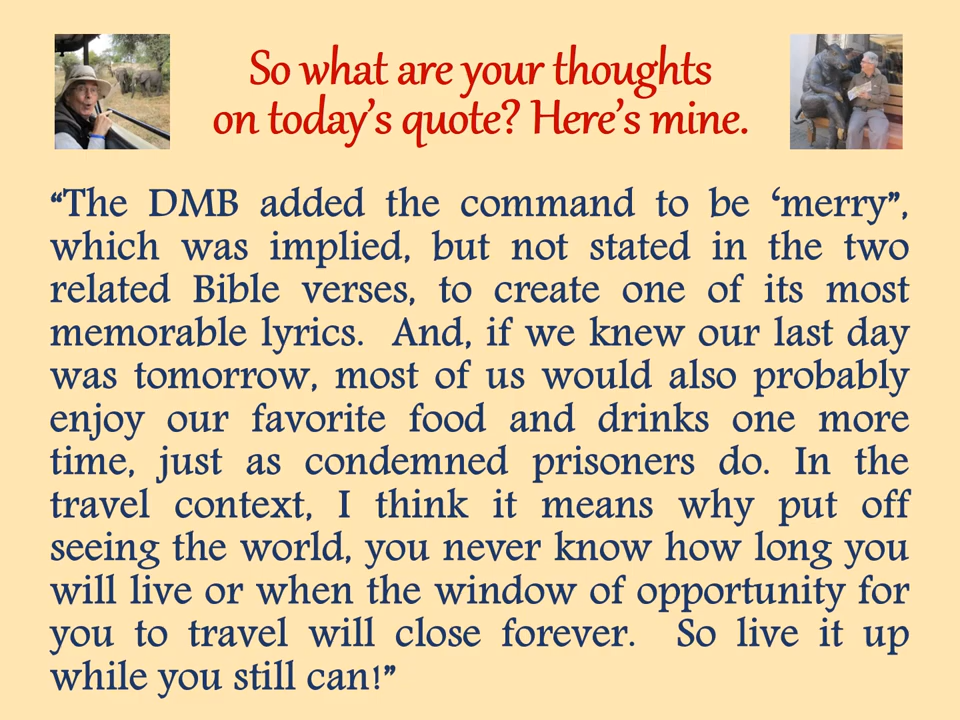 So what are your thoughts
on today’s quote? Here’s mine.
“The DMB added the command to be ‘merry”,
which was implied, but not stated in the two
related Bible verses, to create one of its most
memorable lyrics.  And, if we knew our last day
was tomorrow, most of us would also probably
enjoy our favorite food and drinks one more
time, just as condemned prisoners do. In the
travel context, I think it means why put off
seeing the world, you never know how long you
will live or when the window of opportunity for
you to travel will close forever.  So live it up
while you still can!”